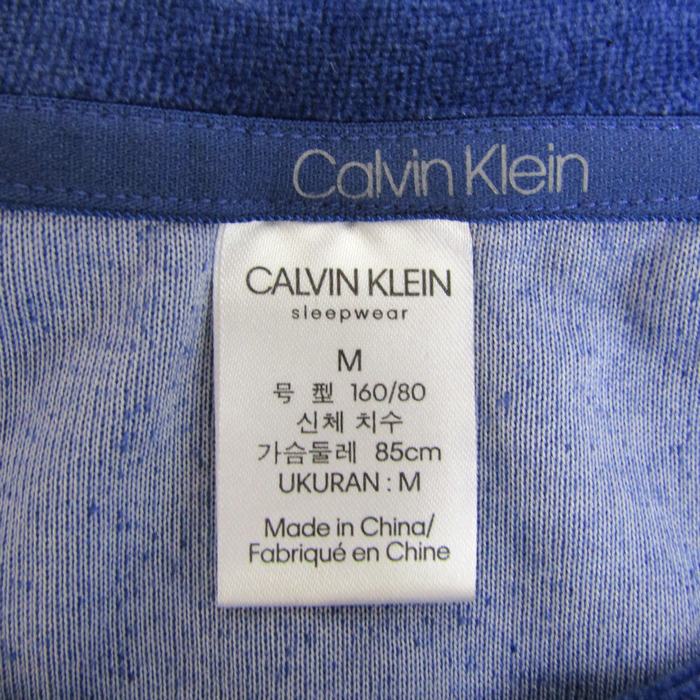 Calvin Klein
CALVIN KLEIN
sleepwear
M
号 型 160/80
신체 치수
가슴둘레 85cm
UKURAN : M
Made in China/
Fabriqué en Chine